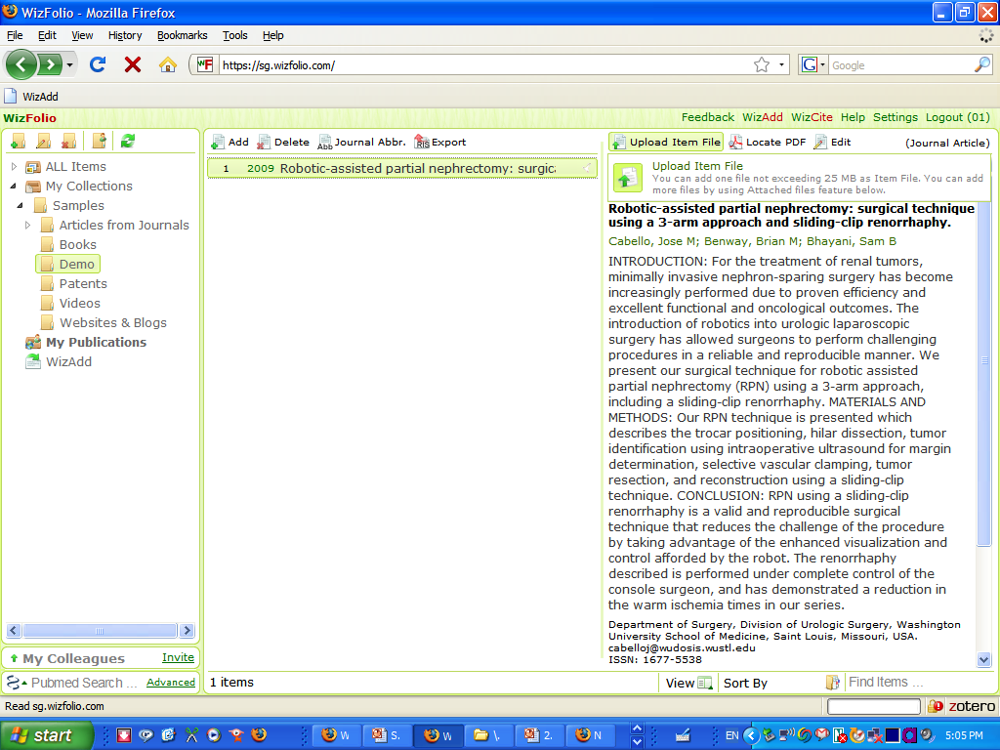 WizFolio - Mozilla Firefox
File Edit View History Bookmarks Tools Help
https://sg.wizfolio.com/
Google
WizAdd
WizFolio
Feedback WizAdd WizCite Help Settings Logout (01)
Add Delete Journal Abbr. Export
Upload Item File Locate PDF Edit (Journal Article)
ALL Items
My Collections
Samples
Articles from Journals
Books
Demo
Patents
Videos
Websites & Blogs
My Publications
WizAdd
1 2009 Robotic-assisted partial nephrectomy: surgic
Upload Item File
You can add one file not exceeding 25 MB as Item File. You can add
more files by using Attached files feature below.
Robotic-assisted partial nephrectomy: surgical technique
using a 3-arm approach and sliding-clip renorrhaphy.
Cabello, Jose M; Benway, Brian M; Bhayani, Sam B
INTRODUCTION: For the treatment of renal tumors,
minimally invasive nephron-sparing surgery has become
increasingly performed due to proven efficiency and
excellent functional and oncological outcomes. The
introduction of robotics into urologic laparoscopic
surgery has allowed surgeons to perform challenging
procedures in a reliable and reproducible manner. We
present our surgical technique for robotic assisted
partial nephrectomy (RPN) using a 3-arm approach,
including a sliding-clip renorrhaphy. MATERIALS AND
METHODS: Our RPN technique is presented which
describes the trocar positioning, hilar dissection, tumor
identification using intraoperative ultrasound for margin
determination, selective vascular clamping, tumor
resection, and reconstruction using a sliding-clip
technique. CONCLUSION: RPN using a sliding-clip
renorrhaphy is a valid and reproducible surgical
technique that reduces the challenge of the procedure
by taking advantage of the enhanced visualization and
control afforded by the robot. The renorrhaphy
described is performed under complete control of the
console surgeon, and has demonstrated a reduction in
the warm ischemia times in our series.
Department of Surgery, Division of Urologic Surgery, Washington
University School of Medicine, Saint Louis, Missouri, USA.
cabelloj@wudosis.wustl.edu
ISSN: 1677-5538
My Colleagues Invite
Pubmed Search ... Advanced
1 items
View Sort By Find Items ...
Read sg.wizfolio.com
zotero
start W S. W \. 2. N EN 5:05 PM